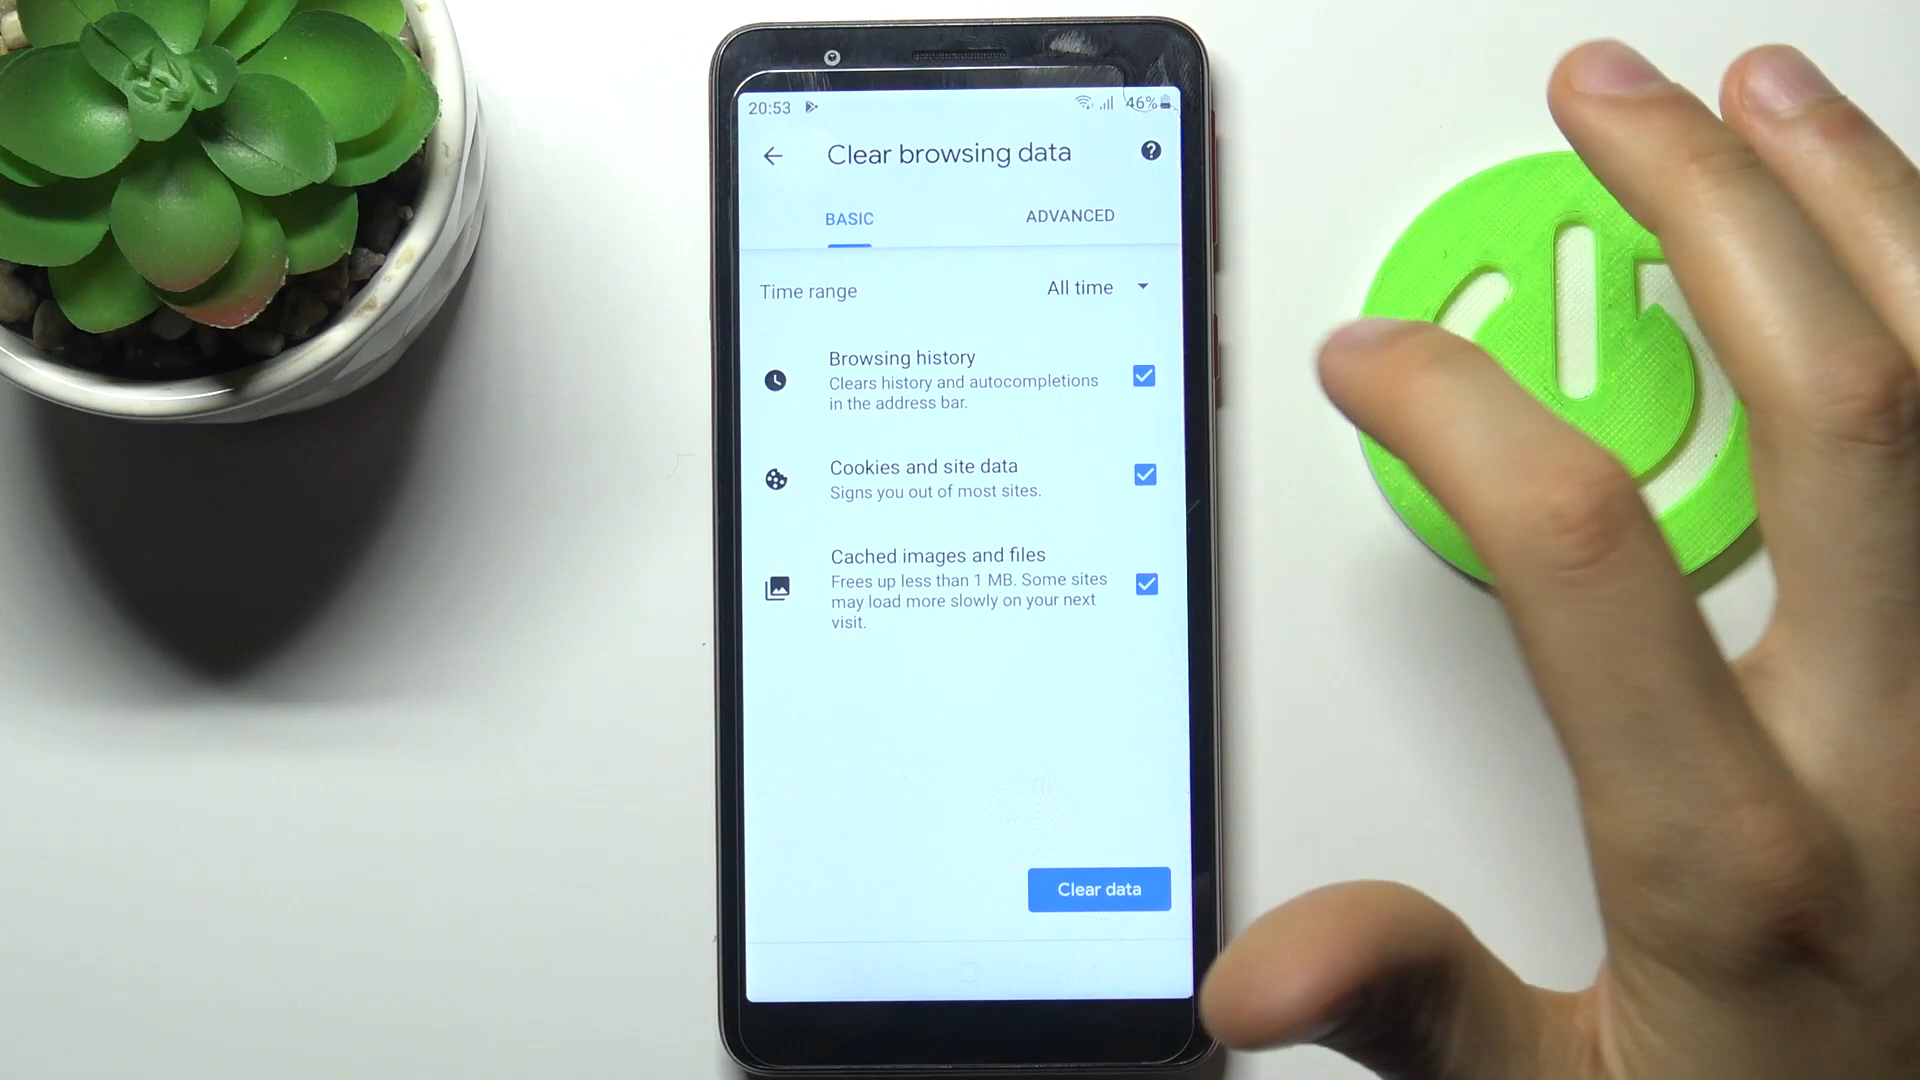 20:53 46%
Clear browsing data
BASIC ADVANCED
Time range All time
Browsing history
Clears history and autocompletions
in the address bar.
Cookies and site data
Signs you out of most sites.
Cached images and files
Frees up less than 1 MB. Some sites
may load more slowly on your next
visit.
Clear data